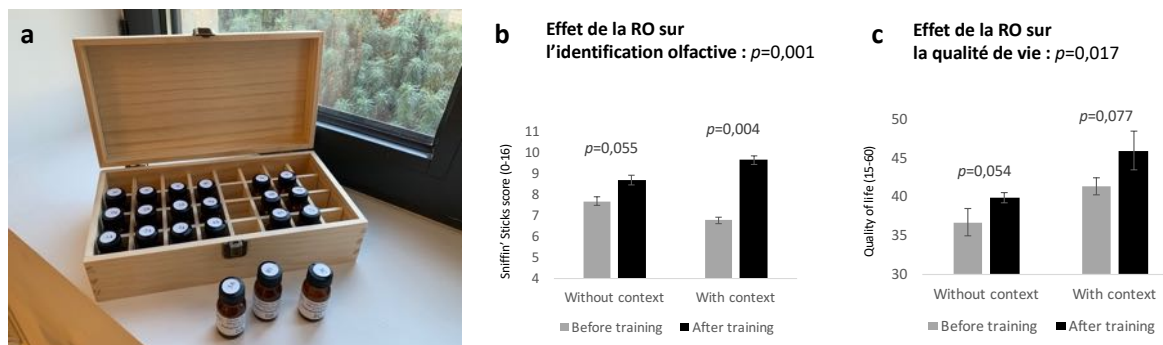 a
b
Effet de la RO sur
l’identification olfactive : p=0,001
Sniffin’ Sticks score (0-16)
11
10
9
8
7
6
5
4
p=0,055
p=0,004
Without context
With context
Before training
After training
c
Effet de la RO sur
la qualité de vie : p=0,017
Quality of life (15-60)
50
45
40
35
30
p=0,054
p=0,077
Without context
With context
Before training
After training